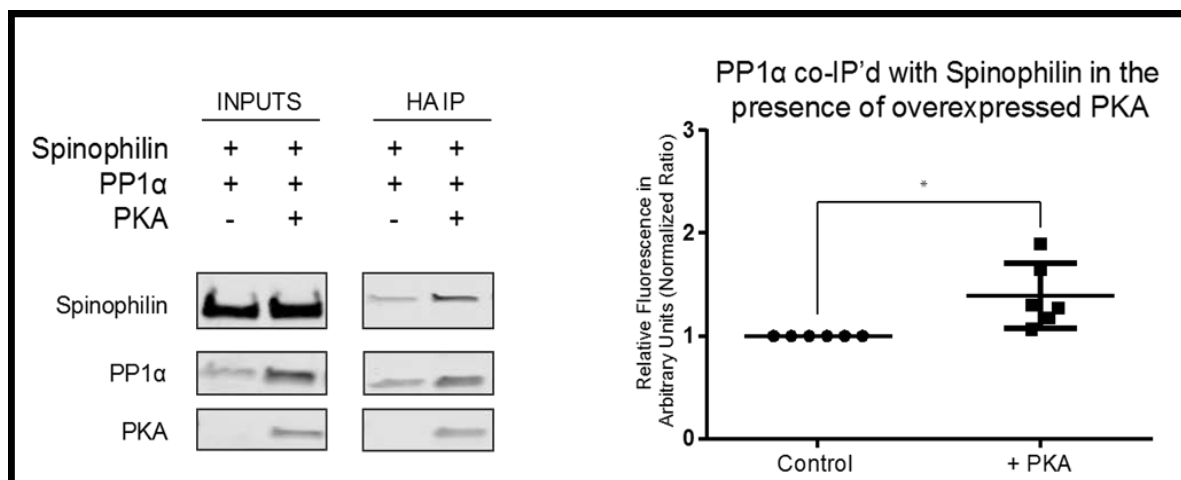 INPUTS HA IP
Spinophilin + + + +
PP1α + + + +
PKA - + - +
Spinophilin
PP1α
PKA
PP1α co-IP'd with Spinophilin in the
presence of overexpressed PKA
Relative Fluorescence in
Arbitrary Units (Normalized Ratio)
3
2
1
0
*
Control + PKA